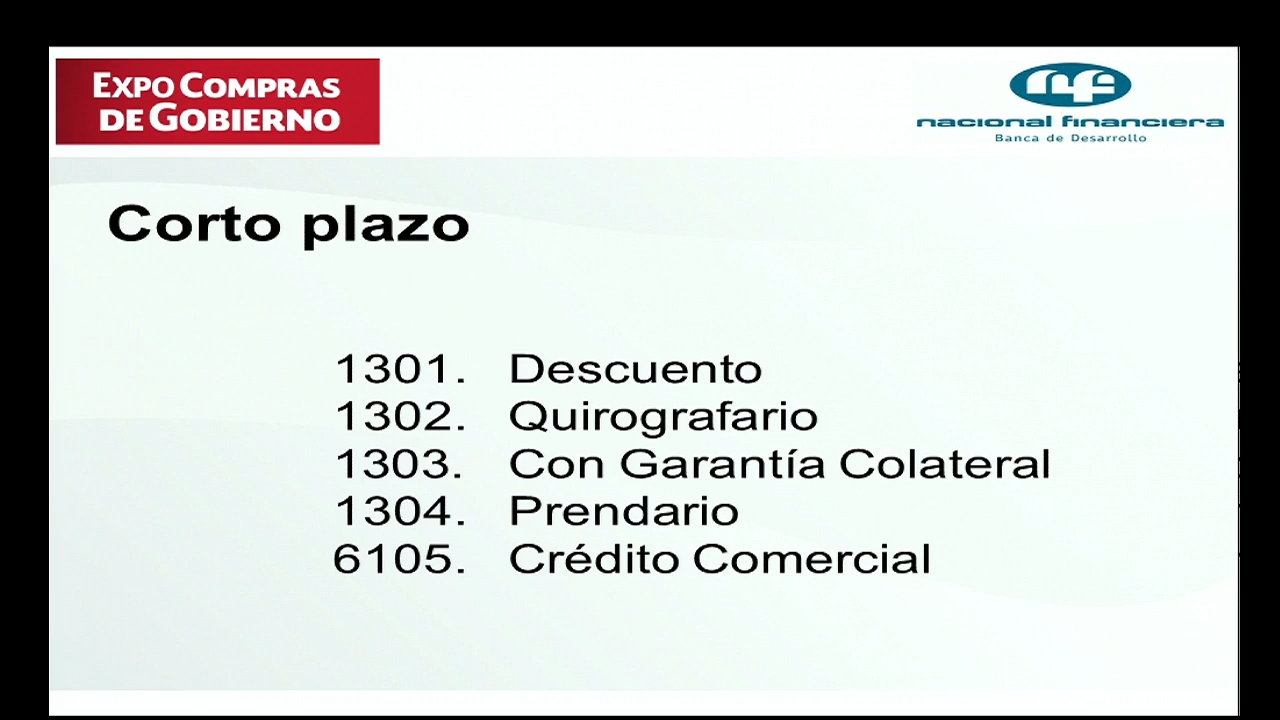 EXPO COMPRAS
DE GOBIERNO
nf
nacional financiera
Banca de Desarrollo
Corto plazo
1301. Descuento
1302. Quirografario
1303. Con Garantía Colateral
1304. Prendario
6105. Crédito Comercial